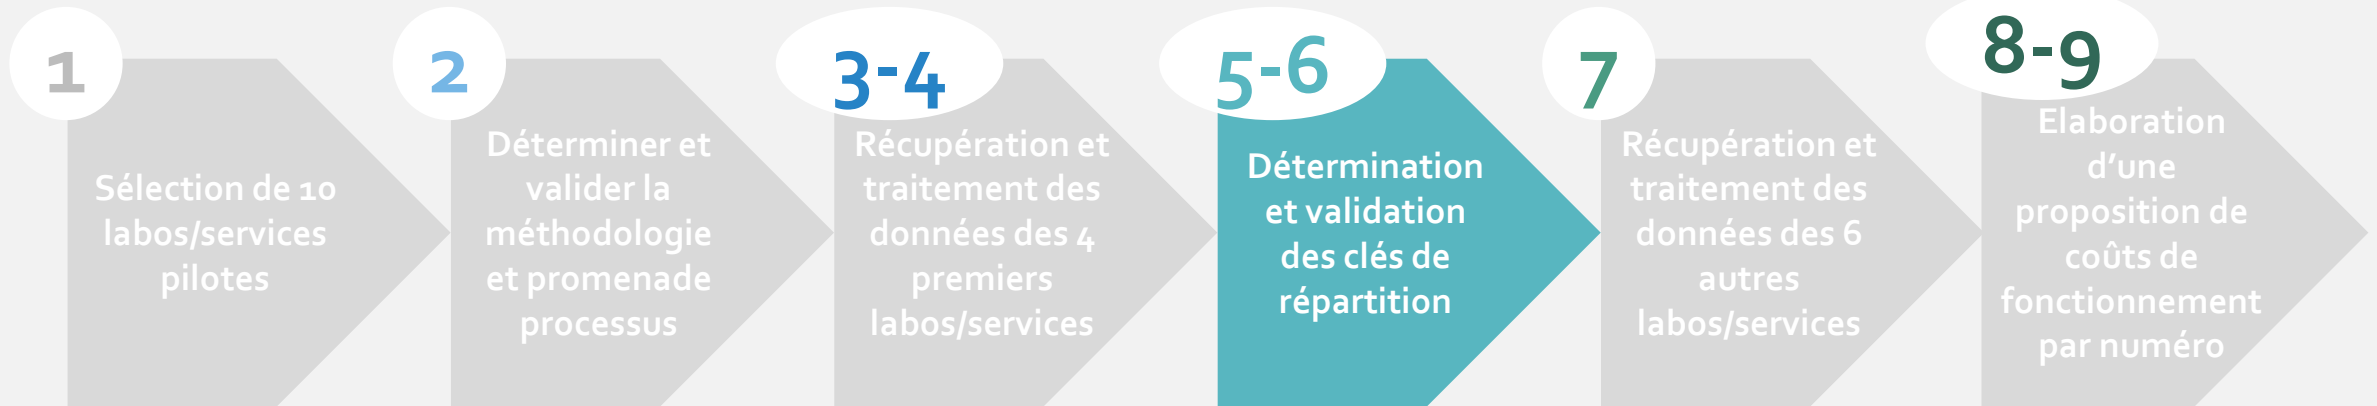 1
Sélection de 10
labos/services
pilotes
2
Déterminer et
valider la
méthodologie
et promenade
processus
3-4
Récupération et
traitement des
données des 4
premiers
labos/services
5-6
Détermination
et validation
des clés de
répartition
7
Récupération et
traitement des
données des 6
autres
labos/services
8-9
Elaboration
d’une
proposition de
coûts de
fonctionnement
par numéro